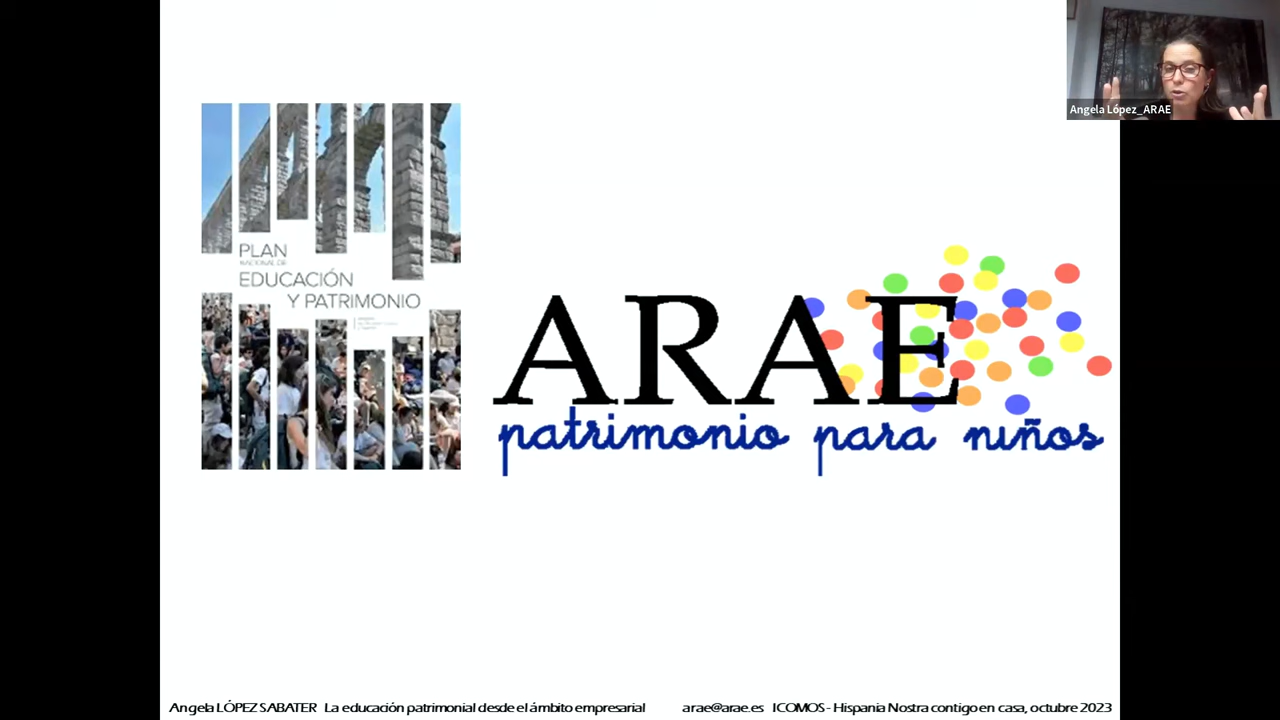 Angela López_ARAE
PLAN
NACIONAL DE
EDUCACIÓN
Y PATRIMONIO
ARAE
patrimonio para niños
Angela LÓPEZ SABATER La educación patrimonial desde el ámbito empresarial arae@arae.es ICOMOS - Hispania Nostra contigo en casa, octubre 2023